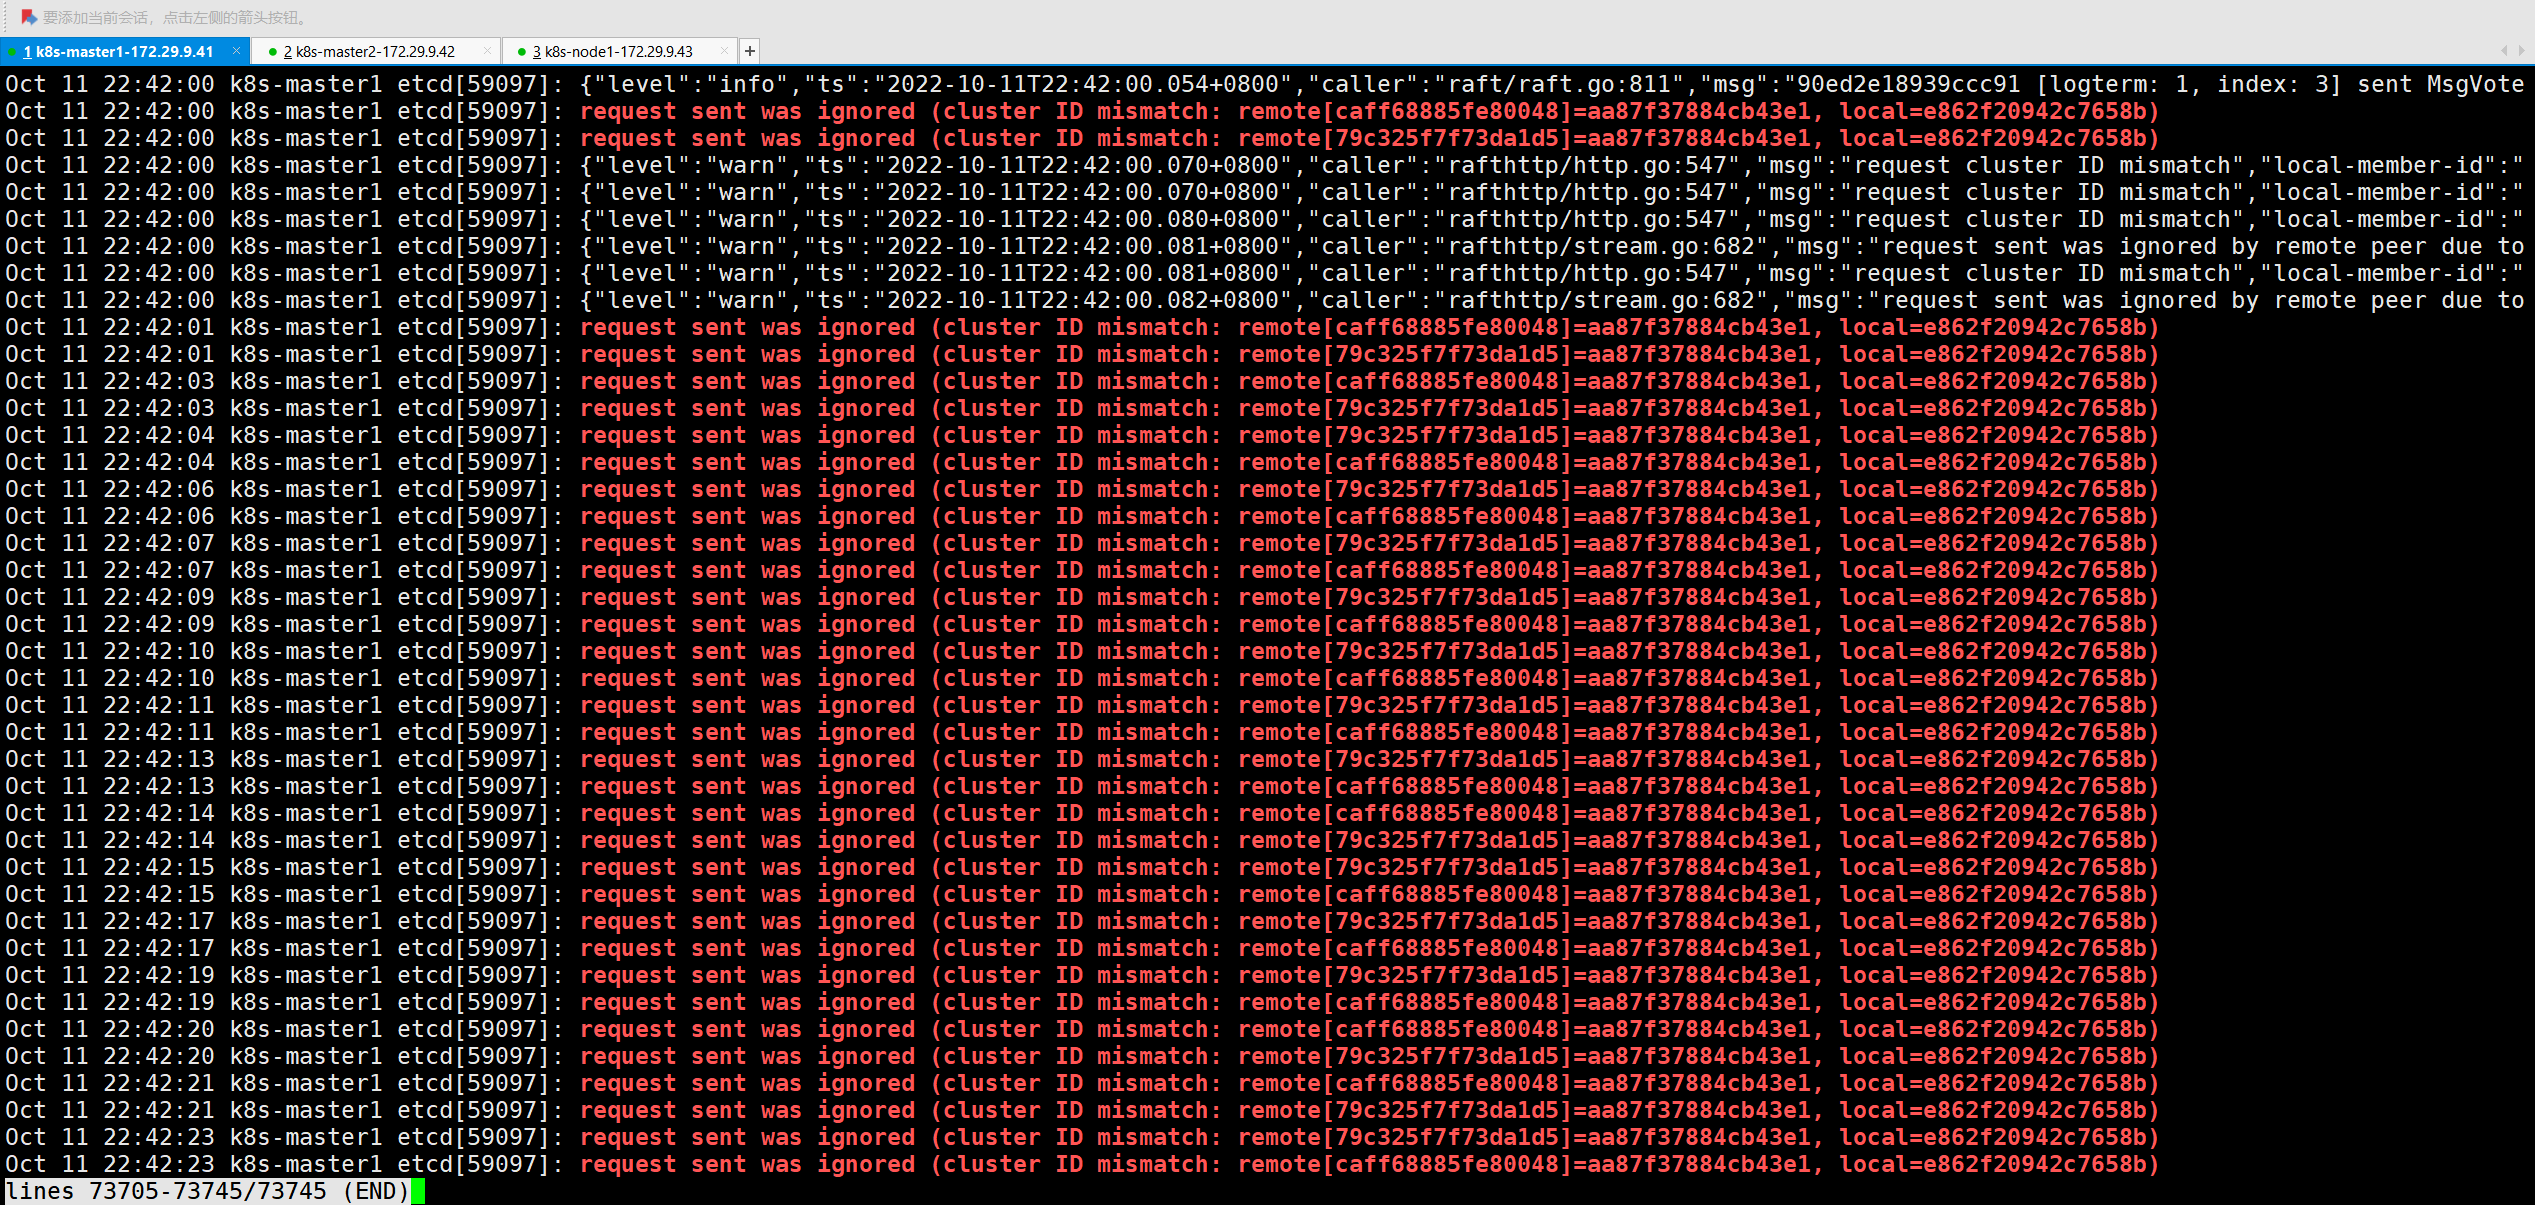 要添加当前会话，点击左侧的箭头按钮。
1 k8s-master1-172.29.9.41 × 2 k8s-master2-172.29.9.42 × 3 k8s-node1-172.29.9.43 × +
Oct 11 22:42:00 k8s-master1 etcd[59097]: {"level":"info","ts":"2022-10-11T22:42:00.054+0800","caller":"raft/raft.go:811","msg":"90ed2e18939ccc91 [logterm: 1, index: 3] sent MsgVote
Oct 11 22:42:00 k8s-master1 etcd[59097]: request sent was ignored (cluster ID mismatch: remote[caff68885fe80048]=aa87f37884cb43e1, local=e862f20942c7658b)
Oct 11 22:42:00 k8s-master1 etcd[59097]: request sent was ignored (cluster ID mismatch: remote[79c325f7f73da1d5]=aa87f37884cb43e1, local=e862f20942c7658b)
Oct 11 22:42:00 k8s-master1 etcd[59097]: {"level":"warn","ts":"2022-10-11T22:42:00.070+0800","caller":"rafthttp/http.go:547","msg":"request cluster ID mismatch","local-member-id":"
Oct 11 22:42:00 k8s-master1 etcd[59097]: {"level":"warn","ts":"2022-10-11T22:42:00.070+0800","caller":"rafthttp/http.go:547","msg":"request cluster ID mismatch","local-member-id":"
Oct 11 22:42:00 k8s-master1 etcd[59097]: {"level":"warn","ts":"2022-10-11T22:42:00.080+0800","caller":"rafthttp/http.go:547","msg":"request cluster ID mismatch","local-member-id":"
Oct 11 22:42:00 k8s-master1 etcd[59097]: {"level":"warn","ts":"2022-10-11T22:42:00.081+0800","caller":"rafthttp/stream.go:682","msg":"request sent was ignored by remote peer due to
Oct 11 22:42:00 k8s-master1 etcd[59097]: {"level":"warn","ts":"2022-10-11T22:42:00.081+0800","caller":"rafthttp/http.go:547","msg":"request cluster ID mismatch","local-member-id":"
Oct 11 22:42:00 k8s-master1 etcd[59097]: {"level":"warn","ts":"2022-10-11T22:42:00.082+0800","caller":"rafthttp/stream.go:682","msg":"request sent was ignored by remote peer due to
Oct 11 22:42:01 k8s-master1 etcd[59097]: request sent was ignored (cluster ID mismatch: remote[caff68885fe80048]=aa87f37884cb43e1, local=e862f20942c7658b)
Oct 11 22:42:01 k8s-master1 etcd[59097]: request sent was ignored (cluster ID mismatch: remote[79c325f7f73da1d5]=aa87f37884cb43e1, local=e862f20942c7658b)
Oct 11 22:42:03 k8s-master1 etcd[59097]: request sent was ignored (cluster ID mismatch: remote[caff68885fe80048]=aa87f37884cb43e1, local=e862f20942c7658b)
Oct 11 22:42:03 k8s-master1 etcd[59097]: request sent was ignored (cluster ID mismatch: remote[79c325f7f73da1d5]=aa87f37884cb43e1, local=e862f20942c7658b)
Oct 11 22:42:04 k8s-master1 etcd[59097]: request sent was ignored (cluster ID mismatch: remote[79c325f7f73da1d5]=aa87f37884cb43e1, local=e862f20942c7658b)
Oct 11 22:42:04 k8s-master1 etcd[59097]: request sent was ignored (cluster ID mismatch: remote[caff68885fe80048]=aa87f37884cb43e1, local=e862f20942c7658b)
Oct 11 22:42:06 k8s-master1 etcd[59097]: request sent was ignored (cluster ID mismatch: remote[79c325f7f73da1d5]=aa87f37884cb43e1, local=e862f20942c7658b)
Oct 11 22:42:06 k8s-master1 etcd[59097]: request sent was ignored (cluster ID mismatch: remote[caff68885fe80048]=aa87f37884cb43e1, local=e862f20942c7658b)
Oct 11 22:42:07 k8s-master1 etcd[59097]: request sent was ignored (cluster ID mismatch: remote[79c325f7f73da1d5]=aa87f37884cb43e1, local=e862f20942c7658b)
Oct 11 22:42:07 k8s-master1 etcd[59097]: request sent was ignored (cluster ID mismatch: remote[caff68885fe80048]=aa87f37884cb43e1, local=e862f20942c7658b)
Oct 11 22:42:09 k8s-master1 etcd[59097]: request sent was ignored (cluster ID mismatch: remote[79c325f7f73da1d5]=aa87f37884cb43e1, local=e862f20942c7658b)
Oct 11 22:42:09 k8s-master1 etcd[59097]: request sent was ignored (cluster ID mismatch: remote[caff68885fe80048]=aa87f37884cb43e1, local=e862f20942c7658b)
Oct 11 22:42:10 k8s-master1 etcd[59097]: request sent was ignored (cluster ID mismatch: remote[79c325f7f73da1d5]=aa87f37884cb43e1, local=e862f20942c7658b)
Oct 11 22:42:10 k8s-master1 etcd[59097]: request sent was ignored (cluster ID mismatch: remote[caff68885fe80048]=aa87f37884cb43e1, local=e862f20942c7658b)
Oct 11 22:42:11 k8s-master1 etcd[59097]: request sent was ignored (cluster ID mismatch: remote[79c325f7f73da1d5]=aa87f37884cb43e1, local=e862f20942c7658b)
Oct 11 22:42:11 k8s-master1 etcd[59097]: request sent was ignored (cluster ID mismatch: remote[caff68885fe80048]=aa87f37884cb43e1, local=e862f20942c7658b)
Oct 11 22:42:13 k8s-master1 etcd[59097]: request sent was ignored (cluster ID mismatch: remote[79c325f7f73da1d5]=aa87f37884cb43e1, local=e862f20942c7658b)
Oct 11 22:42:13 k8s-master1 etcd[59097]: request sent was ignored (cluster ID mismatch: remote[caff68885fe80048]=aa87f37884cb43e1, local=e862f20942c7658b)
Oct 11 22:42:14 k8s-master1 etcd[59097]: request sent was ignored (cluster ID mismatch: remote[caff68885fe80048]=aa87f37884cb43e1, local=e862f20942c7658b)
Oct 11 22:42:14 k8s-master1 etcd[59097]: request sent was ignored (cluster ID mismatch: remote[79c325f7f73da1d5]=aa87f37884cb43e1, local=e862f20942c7658b)
Oct 11 22:42:15 k8s-master1 etcd[59097]: request sent was ignored (cluster ID mismatch: remote[79c325f7f73da1d5]=aa87f37884cb43e1, local=e862f20942c7658b)
Oct 11 22:42:15 k8s-master1 etcd[59097]: request sent was ignored (cluster ID mismatch: remote[caff68885fe80048]=aa87f37884cb43e1, local=e862f20942c7658b)
Oct 11 22:42:17 k8s-master1 etcd[59097]: request sent was ignored (cluster ID mismatch: remote[79c325f7f73da1d5]=aa87f37884cb43e1, local=e862f20942c7658b)
Oct 11 22:42:17 k8s-master1 etcd[59097]: request sent was ignored (cluster ID mismatch: remote[caff68885fe80048]=aa87f37884cb43e1, local=e862f20942c7658b)
Oct 11 22:42:19 k8s-master1 etcd[59097]: request sent was ignored (cluster ID mismatch: remote[79c325f7f73da1d5]=aa87f37884cb43e1, local=e862f20942c7658b)
Oct 11 22:42:19 k8s-master1 etcd[59097]: request sent was ignored (cluster ID mismatch: remote[caff68885fe80048]=aa87f37884cb43e1, local=e862f20942c7658b)
Oct 11 22:42:20 k8s-master1 etcd[59097]: request sent was ignored (cluster ID mismatch: remote[caff68885fe80048]=aa87f37884cb43e1, local=e862f20942c7658b)
Oct 11 22:42:20 k8s-master1 etcd[59097]: request sent was ignored (cluster ID mismatch: remote[79c325f7f73da1d5]=aa87f37884cb43e1, local=e862f20942c7658b)
Oct 11 22:42:21 k8s-master1 etcd[59097]: request sent was ignored (cluster ID mismatch: remote[caff68885fe80048]=aa87f37884cb43e1, local=e862f20942c7658b)
Oct 11 22:42:21 k8s-master1 etcd[59097]: request sent was ignored (cluster ID mismatch: remote[79c325f7f73da1d5]=aa87f37884cb43e1, local=e862f20942c7658b)
Oct 11 22:42:23 k8s-master1 etcd[59097]: request sent was ignored (cluster ID mismatch: remote[79c325f7f73da1d5]=aa87f37884cb43e1, local=e862f20942c7658b)
Oct 11 22:42:23 k8s-master1 etcd[59097]: request sent was ignored (cluster ID mismatch: remote[caff68885fe80048]=aa87f37884cb43e1, local=e862f20942c7658b)
lines 73705-73745/73745 (END)